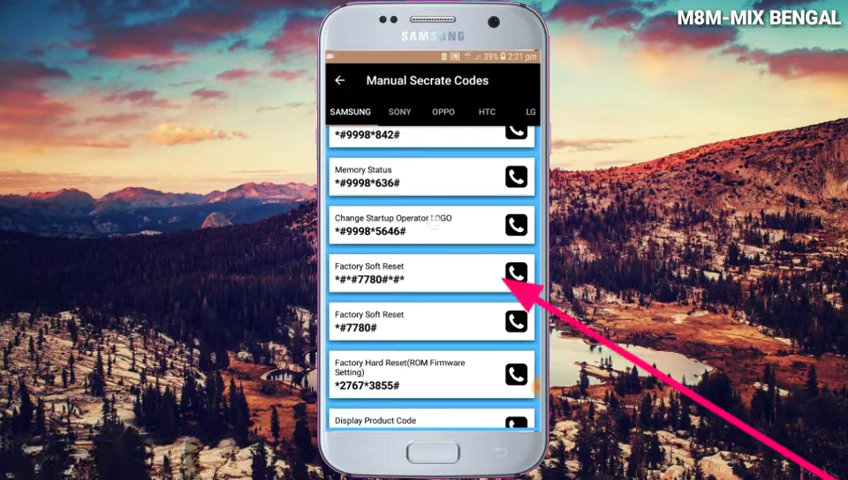 M8M-MIX BENGAL
SAMSUNG
39% 2:21 pm
Manual Secrate Codes
SAMSUNG SONY OPPO HTC LG
*#9998*842#
Memory Status
*#9998*636#
Change Startup Operator LOGO
*#9998*5646#
Factory Soft Reset
*#*#7780#*#*
Factory Soft Reset
*#7780#
Factory Hard Reset(ROM Firmware
Setting)
*2767*3855#
Display Product Code